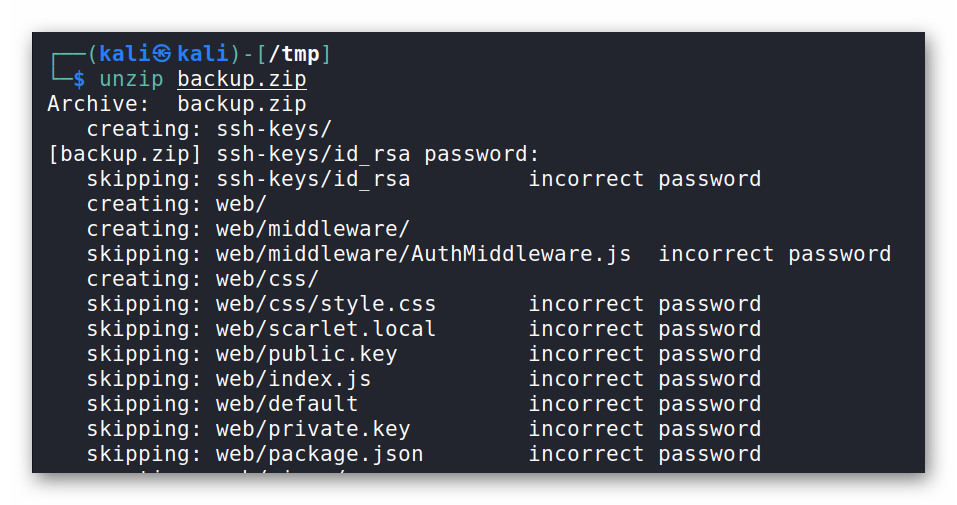 ┌──(kali㉿kali)-[/tmp]
└─$ unzip backup.zip
Archive:  backup.zip
   creating: ssh-keys/
[backup.zip] ssh-keys/id_rsa password:
   skipping: ssh-keys/id_rsa         incorrect password
   creating: web/
   creating: web/middleware/
   skipping: web/middleware/AuthMiddleware.js  incorrect password
   creating: web/css/
   skipping: web/css/style.css       incorrect password
   skipping: web/scarlet.local       incorrect password
   skipping: web/public.key          incorrect password
   skipping: web/index.js            incorrect password
   skipping: web/default             incorrect password
   skipping: web/private.key         incorrect password
   skipping: web/package.json        incorrect password